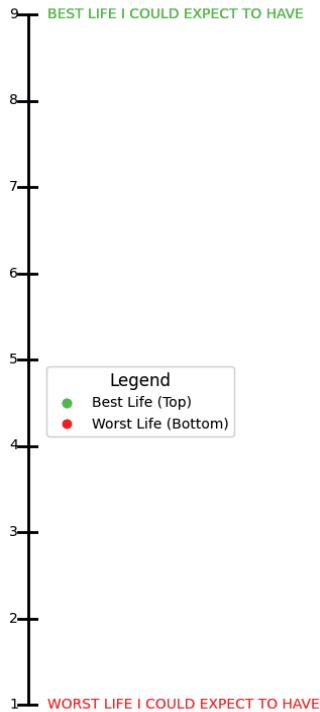 9 BEST LIFE I COULD EXPECT TO HAVE
8
7
6
5
Legend
Best Life (Top)
Worst Life (Bottom)
4
3
2
1 WORST LIFE I COULD EXPECT TO HAVE